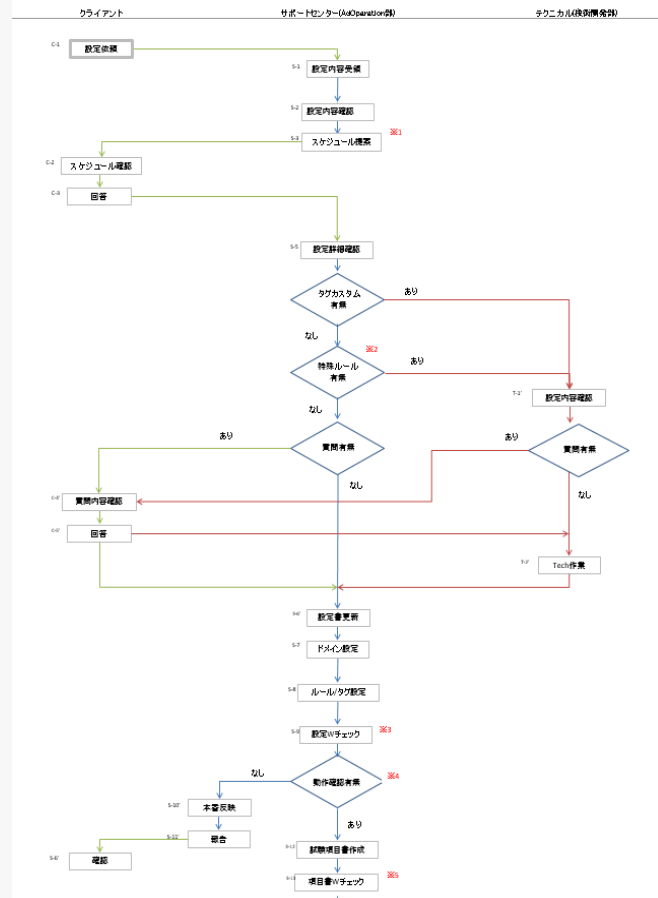 クライアント
サポートセンター(AdOperation部)
テクニカル(技術開発部)
C-1
設定依頼
S-1
設定内容受領
S-2
設定内容確認
S-3
スケジュール提案
※1
C-2
スケジュール確認
C-3
回答
S-5
設定詳細確認
タグカスタム
有無
あり
なし
※2
特殊ルール
有無
あり
T-1'
設定内容確認
なし
あり
質問有無
あり
質問有無
なし
なし
質問内容確認
回答
Tech作業
設定書更新
S-7
ドメイン設定
S-8
ルール/タグ設定
S-9
設定Wチェック
※3
なし
動作確認有無
※4
S-10'
本番反映
あり
S-11'
報告
S-12
試験項目書作成
S-6'
確認
S-13
項目書Wチェック
※5